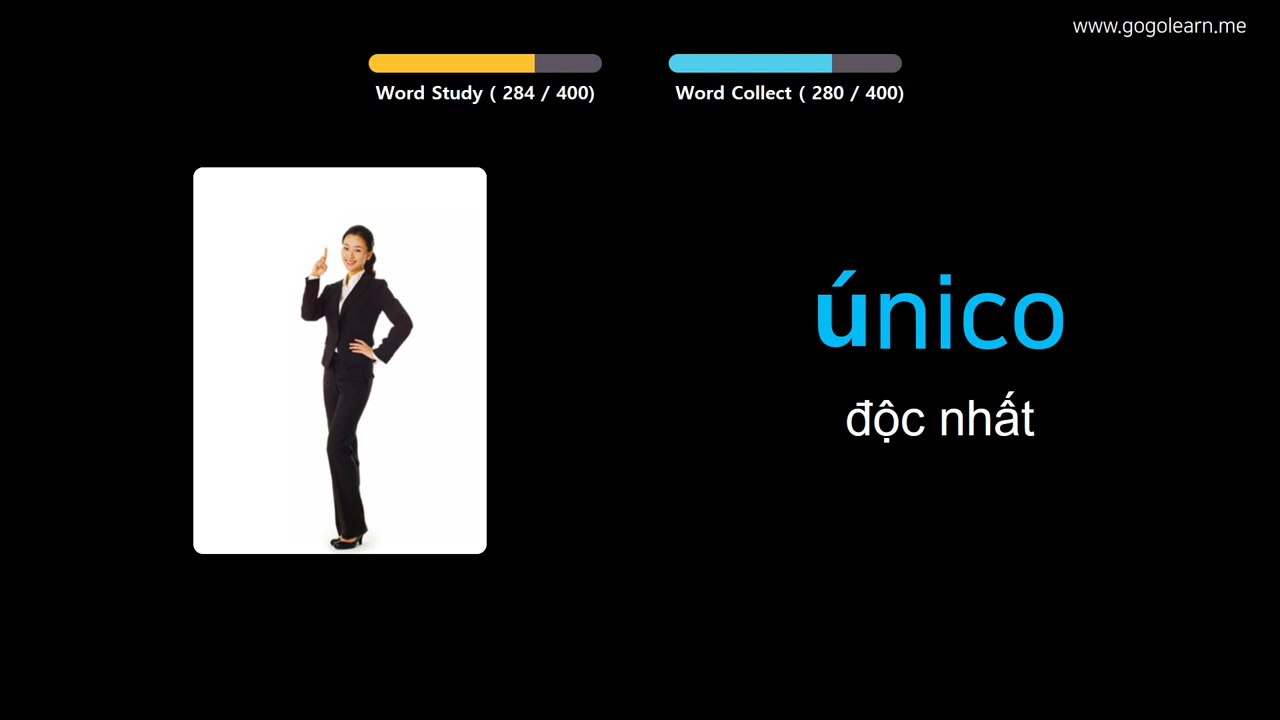 www.gogolearn.me
Word Study ( 284 / 400)
Word Collect ( 280 / 400)
único
độc nhất